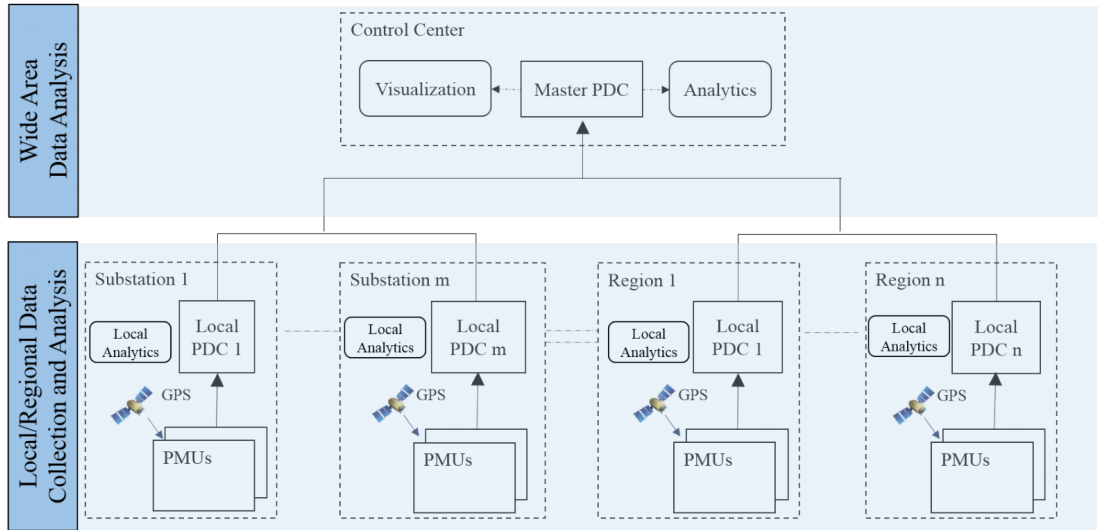 Wide Area
Data Analysis
Control Center
Visualization
Master PDC
Analytics
Local/Regional Data
Collection and Analysis
Substation 1
Local
Analytics
Local
PDC 1
GPS
PMUs
Substation m
Local
Analytics
Local
PDC m
GPS
PMUs
Region 1
Local
Analytics
Local
PDC 1
GPS
PMUs
Region n
Local
Analytics
Local
PDC n
GPS
PMUs